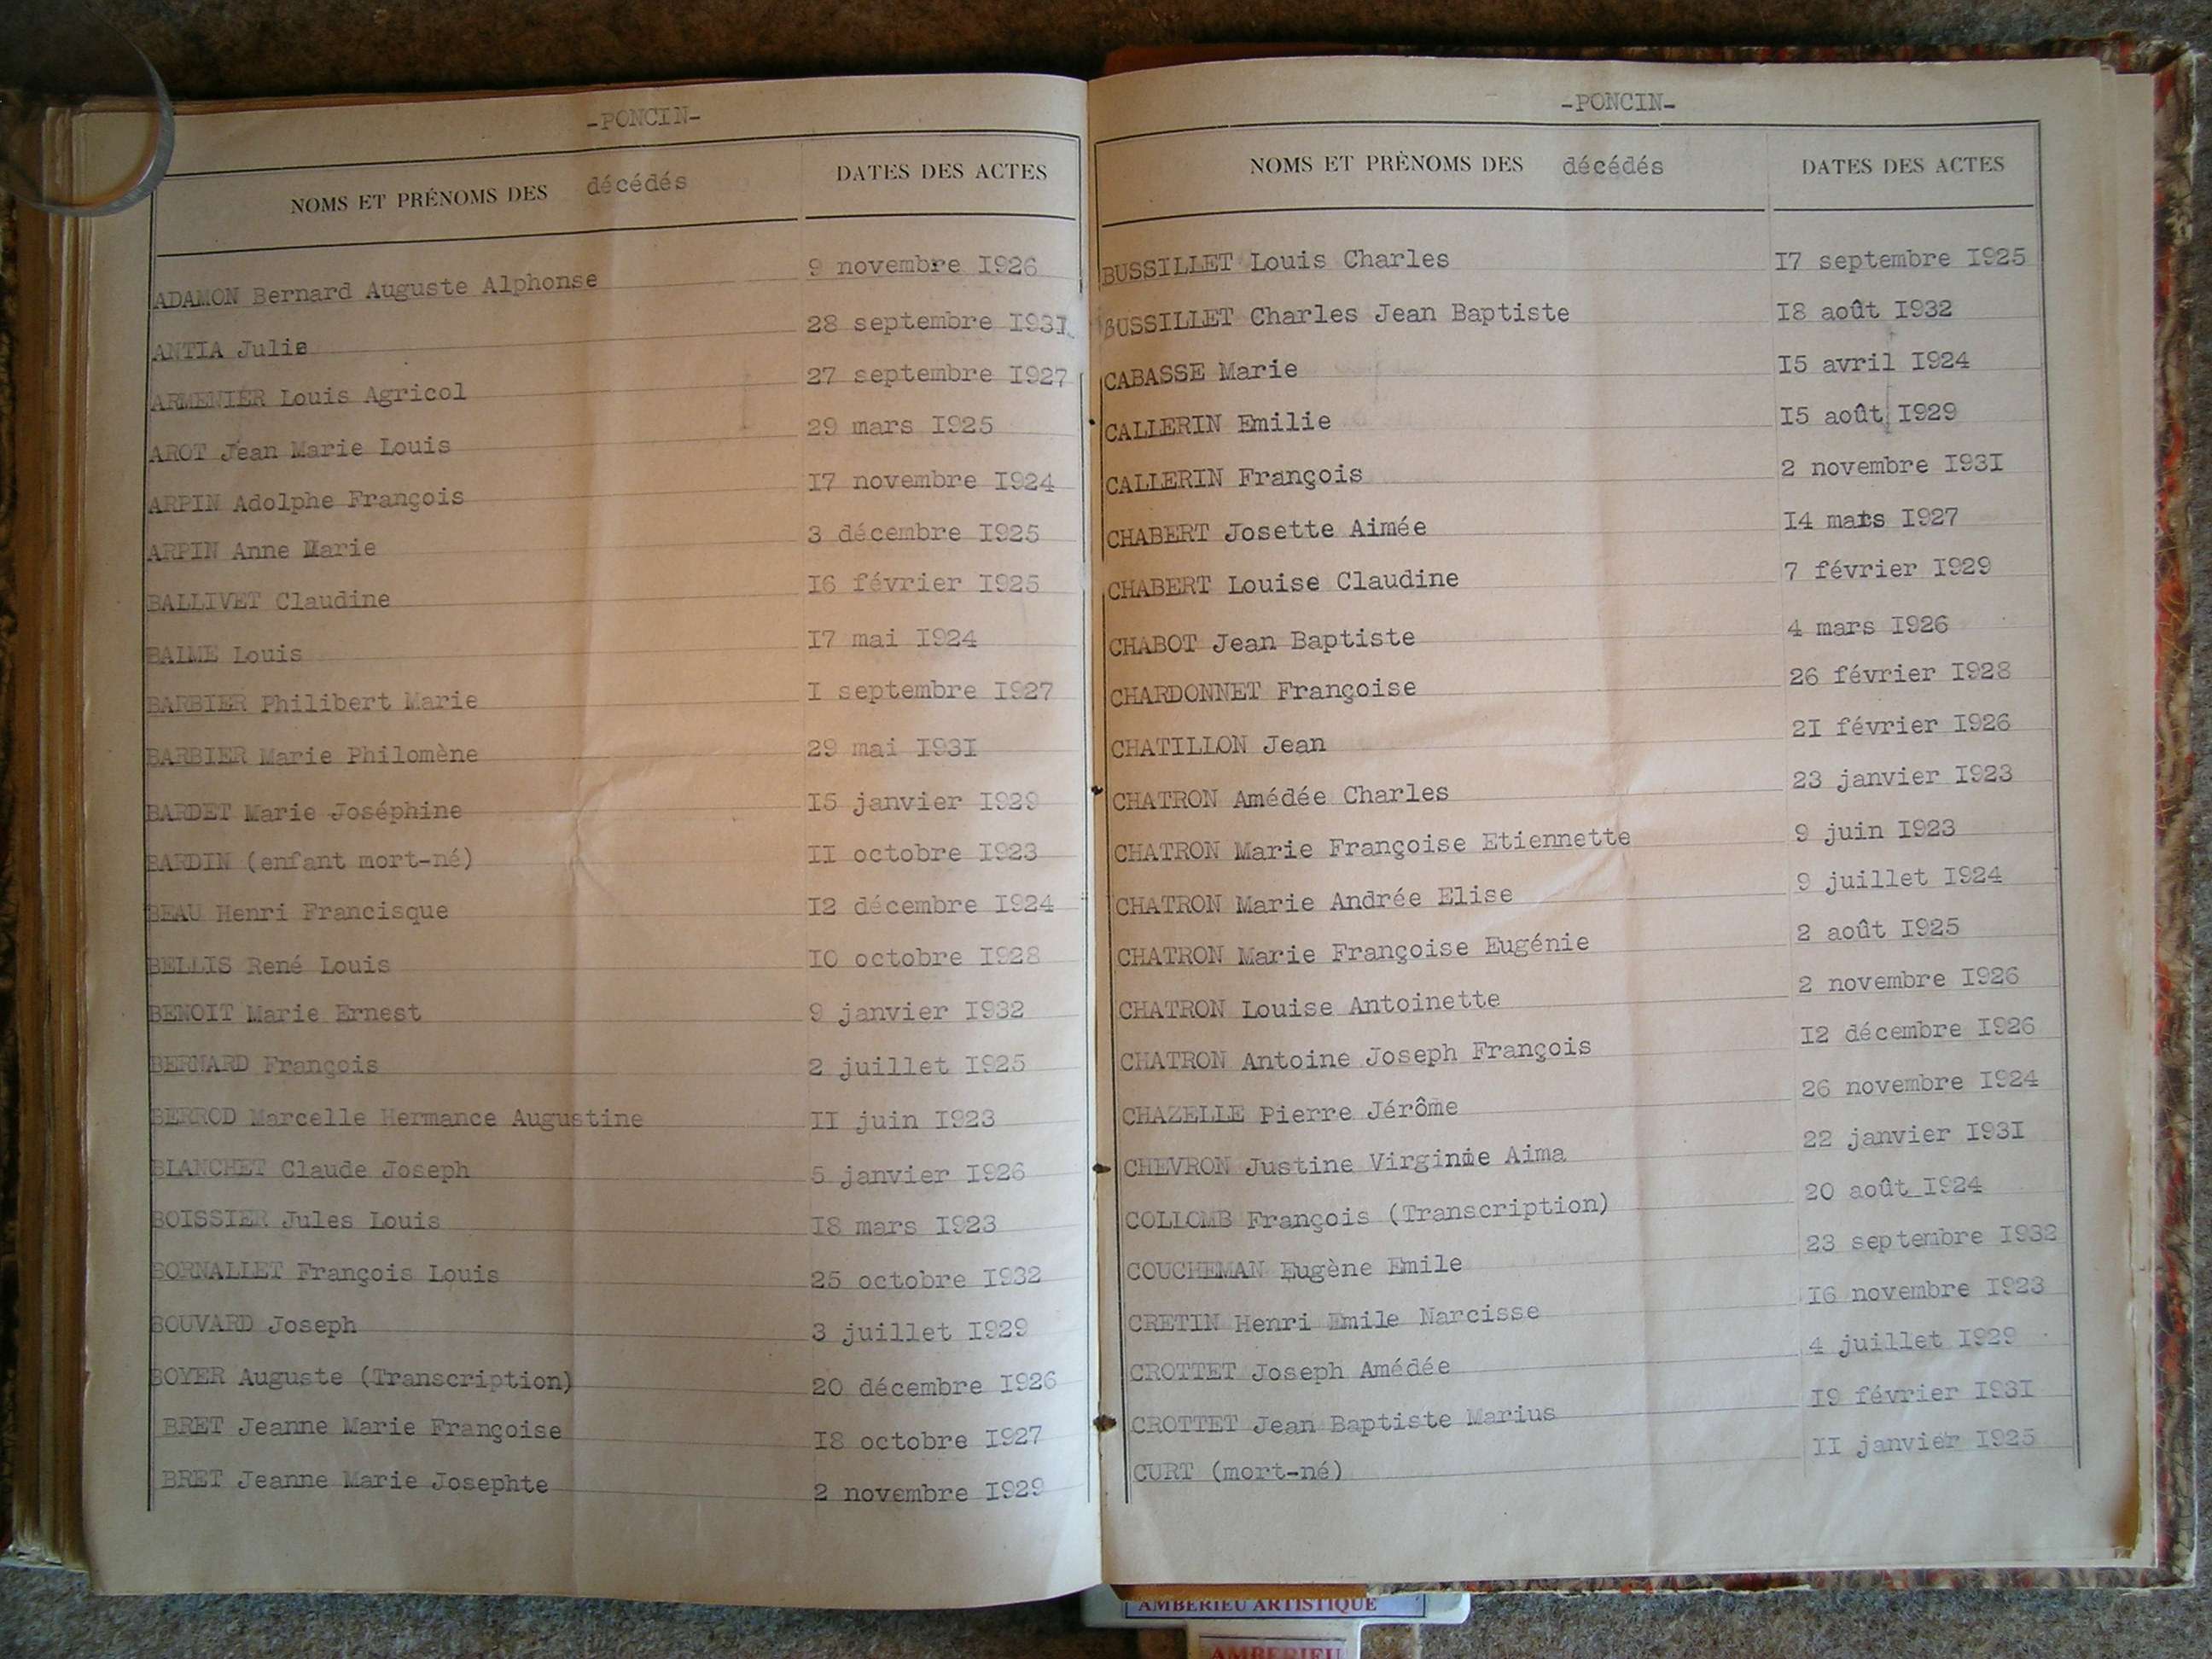 -PONCIN-
NOMS ET PRÉNOMS DES décédés DATES DES ACTES
ADAMON Bernard Auguste Alphonse 9 novembre I926
ANTIA Julie 28 septembre I93I
ARMENIER Louis Agricol 27 septembre I927
AROT Jean Marie Louis 29 mars I925
ARPIN Adolphe François I7 novembre I924
ARPIN Anne Marie 3 décembre I925
BALLIVET Claudine I6 février I925
BAIME Louis I7 mai I924
BARBIER Philibert Marie I septembre I927
BARBIER Marie Philomène 29 mai I93I
BARDET Marie Joséphine I5 janvier I929
BARDIN (enfant mort-né) II octobre I923
BEAU Henri Francisque I2 décembre I924
BELLIS René Louis IO octobre I928
BENOIT Marie Ernest 9 janvier I932
BERNARD François 2 juillet I925
BERROD Marcelle Hermance Augustine II juin I923
BLANCHET Claude Joseph 5 janvier I926
BOISSIER Jules Louis I8 mars I923
BORNALLET François Louis 25 octobre I932
BOUVARD Joseph 3 juillet I929
BOYER Auguste (Transcription) 20 décembre I926
BRET Jeanne Marie Françoise I8 octobre I927
BRET Jeanne Marie Josephte 2 novembre I929
-PONCIN-
NOMS ET PRÉNOMS DES décédés DATES DES ACTES
BUSSILLET Louis Charles I7 septembre I925
BUSSILLET Charles Jean Baptiste I8 août I932
CABASSE Marie I5 avril I924
CALLERIN Emilie I5 août I929
CALLERIN François 2 novembre I93I
CHABERT Josette Aimée I4 mars I927
CHABERT Louise Claudine 7 février I929
CHABOT Jean Baptiste 4 mars I926
CHARDONNET Françoise 26 février I928
CHATILLON Jean 2I février I926
CHATRON Amédée Charles 23 janvier I923
CHATRON Marie Françoise Etiennette 9 juin I923
CHATRON Marie Andrée Elise 9 juillet I924
CHATRON Marie Françoise Eugénie 2 août I925
CHATRON Louise Antoinette 2 novembre I926
CHATRON Antoine Joseph François I2 décembre I926
CHAZELLE Pierre Jérôme 26 novembre I924
CHEVRON Justine Virginie Aima 22 janvier I93I
COLLOMB François (Transcription) 20 août I924
COUCHEMAN Eugène Emile 23 septembre I932
CRETIN Henri Emile Narcisse I6 novembre I923
CROTTET Joseph Amédée 4 juillet I929
CROTTET Jean Baptiste Marius I9 février I93I
CURT (mort-né) II janvier I925
AMBERIEU ARTISTIQUE
AMBERIEU